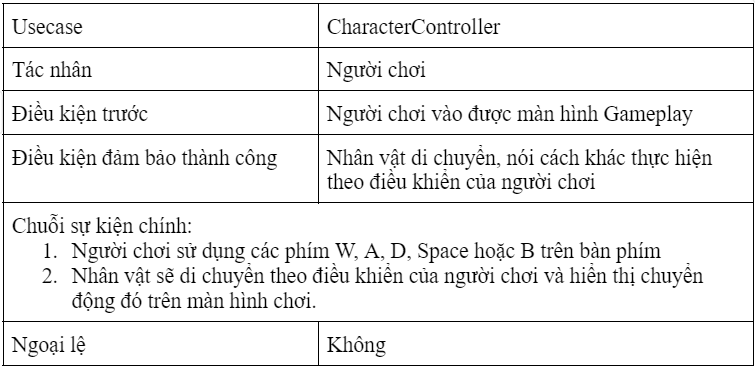 Usecase
CharacterController
Tác nhân
Người chơi
Điều kiện trước
Người chơi vào được màn hình Gameplay
Điều kiện đảm bảo thành công
Nhân vật di chuyển, nói cách khác thực hiện
theo điều khiển của người chơi
Chuỗi sự kiện chính:
1. Người chơi sử dụng các phím W, A, D, Space hoặc B trên bàn phím
2. Nhân vật sẽ di chuyển theo điều khiển của người chơi và hiển thị chuyển
động đó trên màn hình chơi.
Ngoại lệ
Không